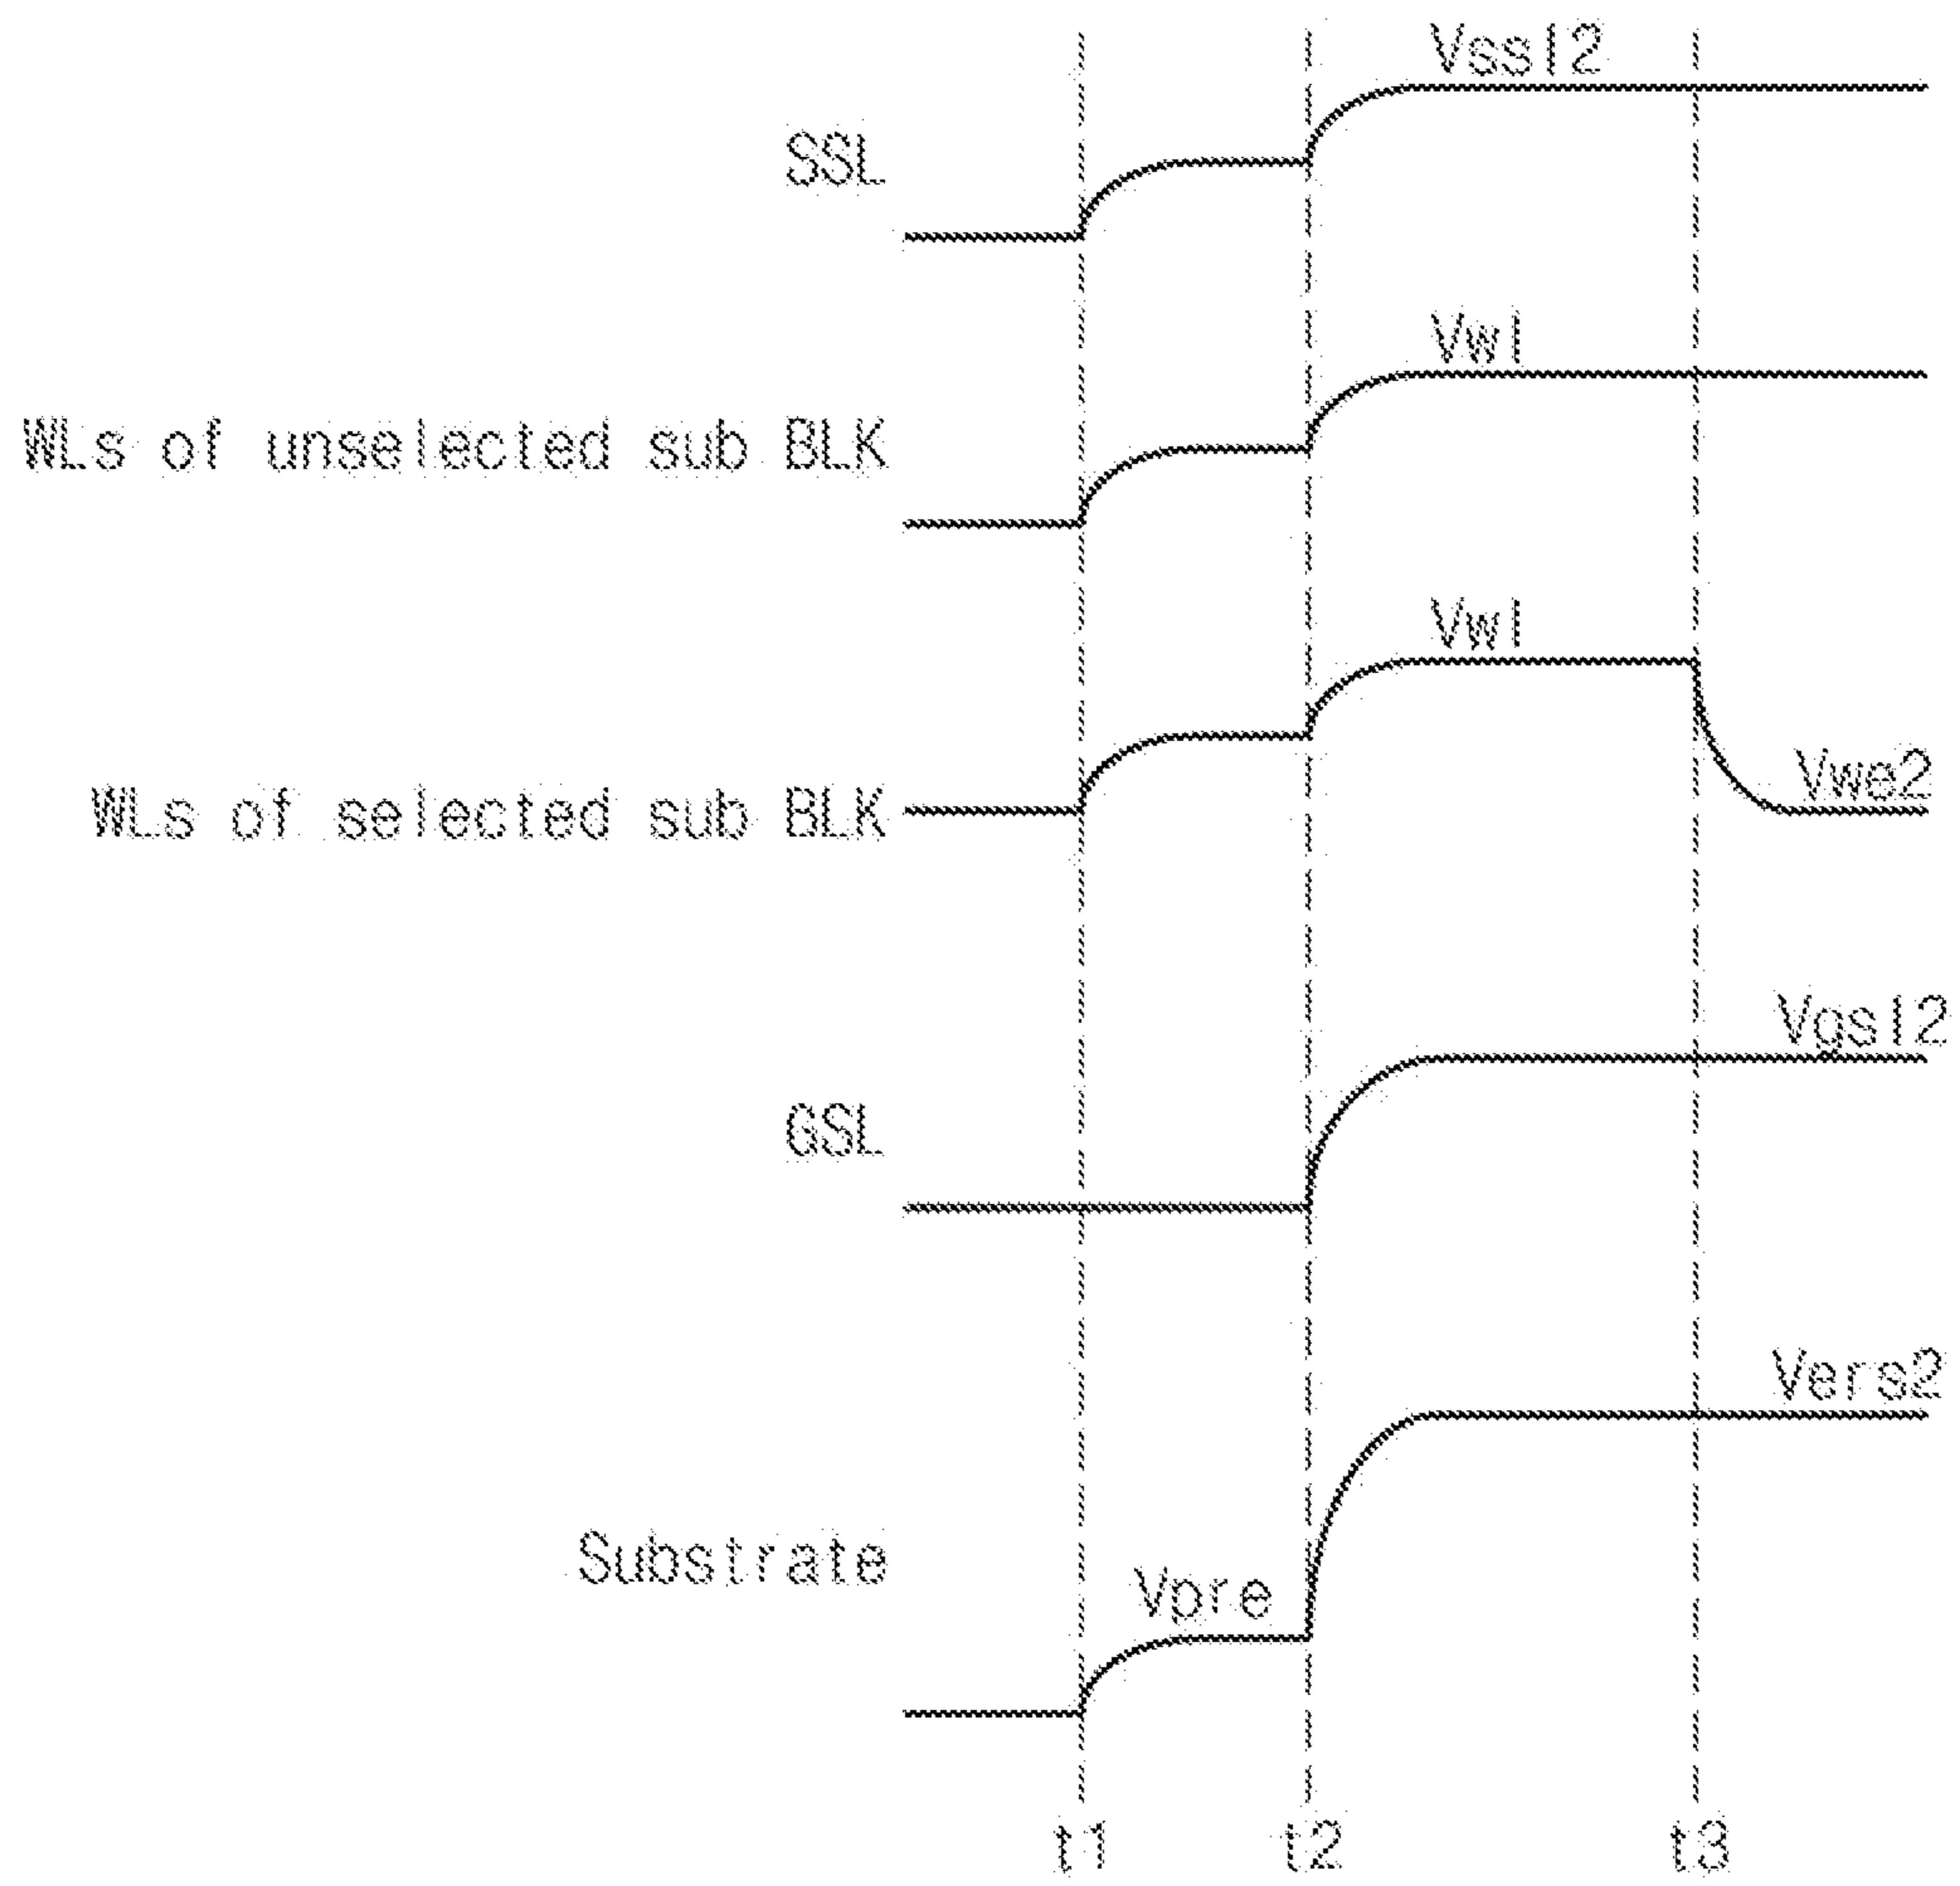 Vssl2
SSL
Vwl
WLs of unselected sub BLK
Vwl
Vwe2
WLs of selected sub BLK
Vgsl2
GSL
Vers2
Substrate
Vpre
t1 t2 t3